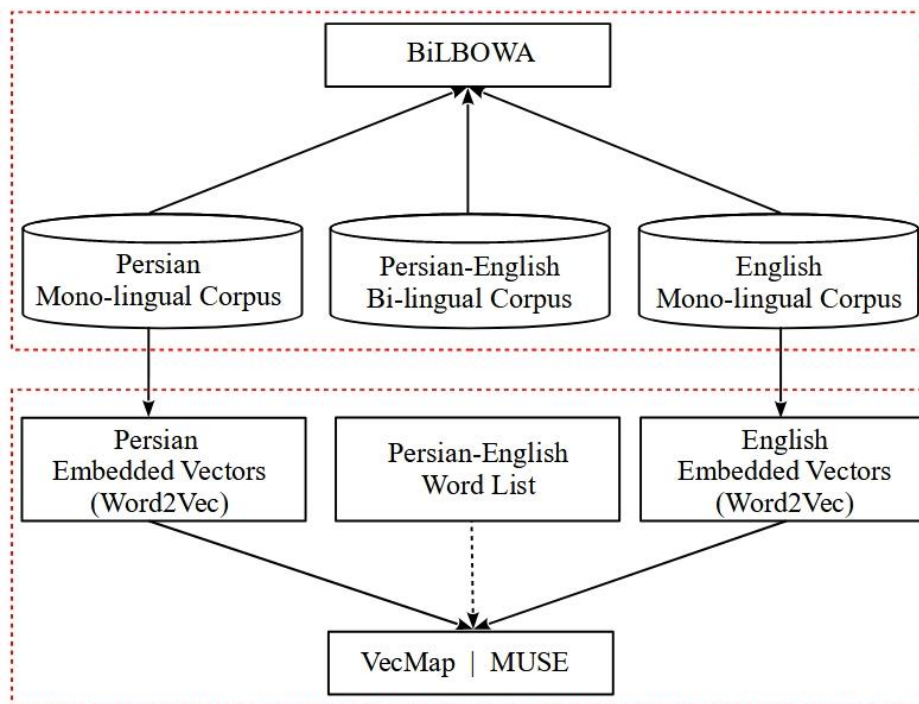 BiLBOWA
Persian
Mono-lingual Corpus
Persian-English
Bi-lingual Corpus
English
Mono-lingual Corpus
Persian
Embedded Vectors
(Word2Vec)
Persian-English
Word List
English
Embedded Vectors
(Word2Vec)
VecMap | MUSE